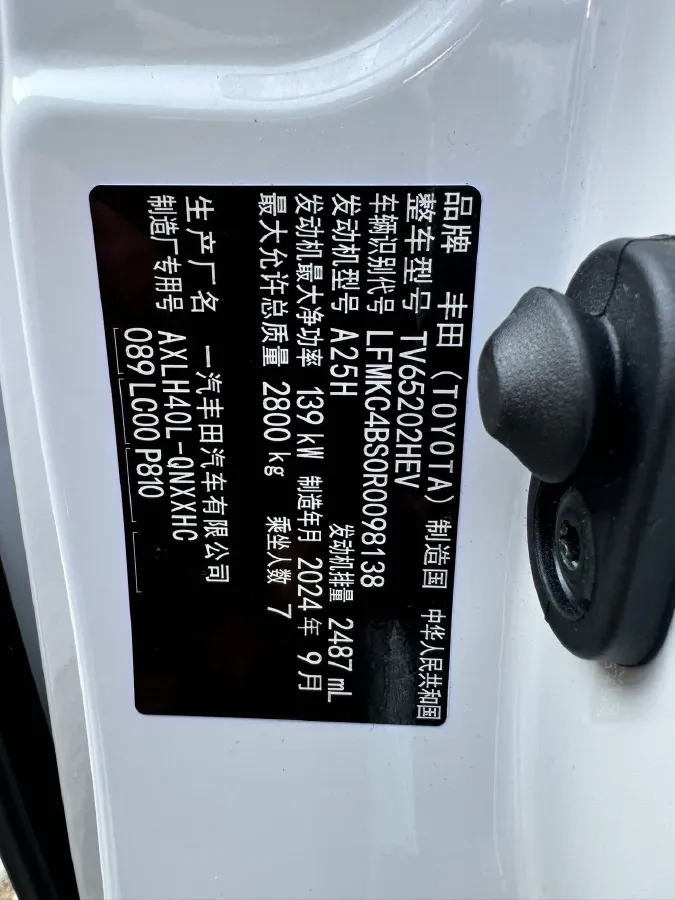 品牌 丰田（TOYOTA） 制造国 中华人民共和国
整车型号 TV65202HEV
车辆识别代号 LFMKC4BS0R0098138
发动机型号 A25H 发动机排量 2487 mL
发动机最大净功率 139 kW 制造年月 2024年 9月
最大允许总质量 2800 kg 乘坐人数 7
生产厂名 一汽丰田汽车有限公司
制造厂专用号 AXLH40L-QNXXHC
089 LC00 P810